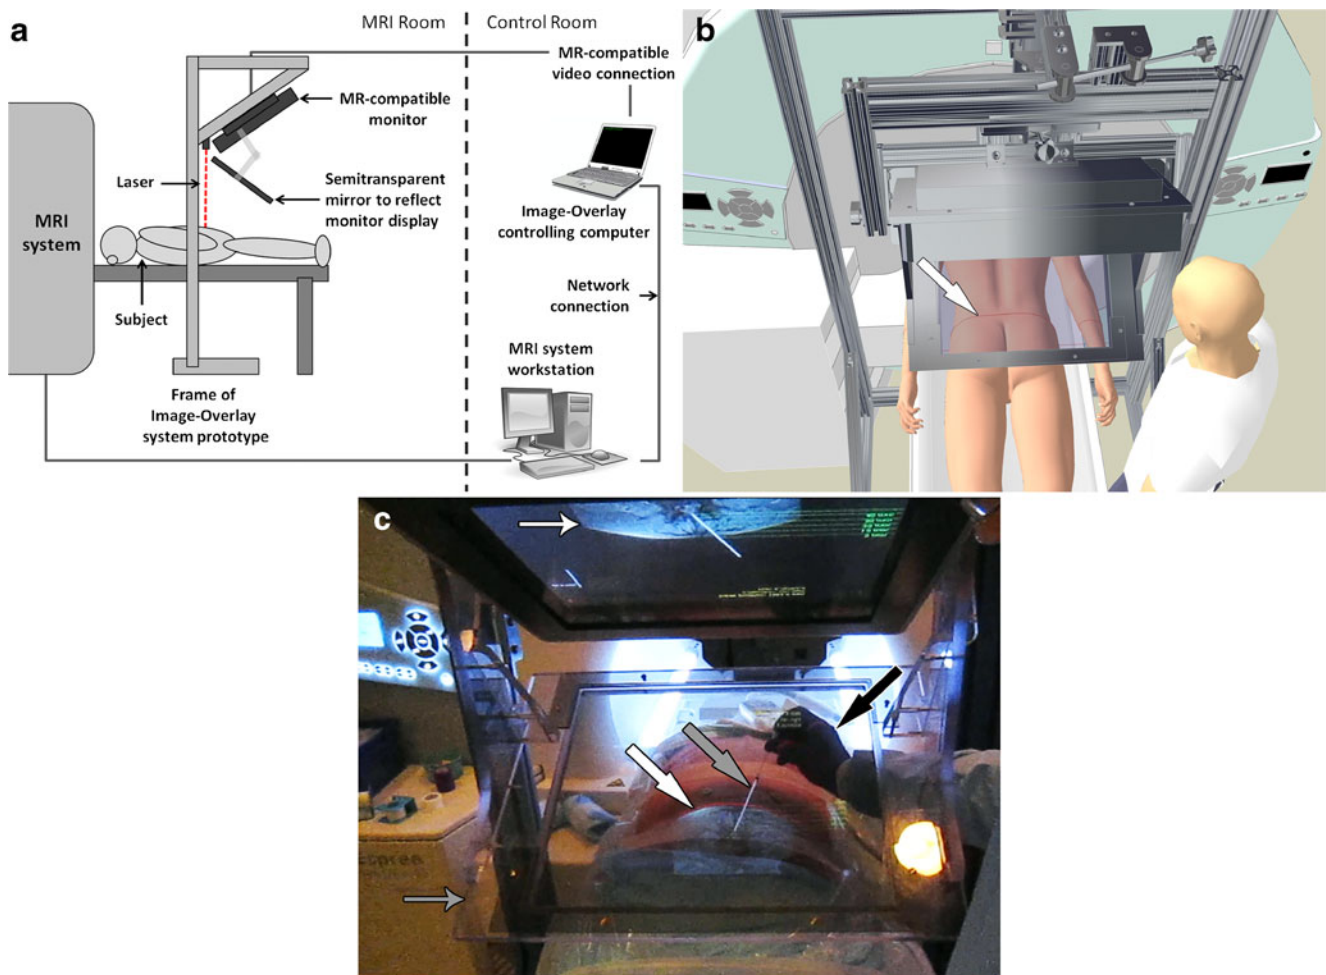 a
MRI Room
Control Room
MR-compatible
video connection
MR-compatible
monitor
Laser
Semitransparent
mirror to reflect
monitor display
MRI
system
Image-Overlay
controlling computer
Network
connection
Subject
MRI system
workstation
Frame of
Image-Overlay
system prototype
b
c